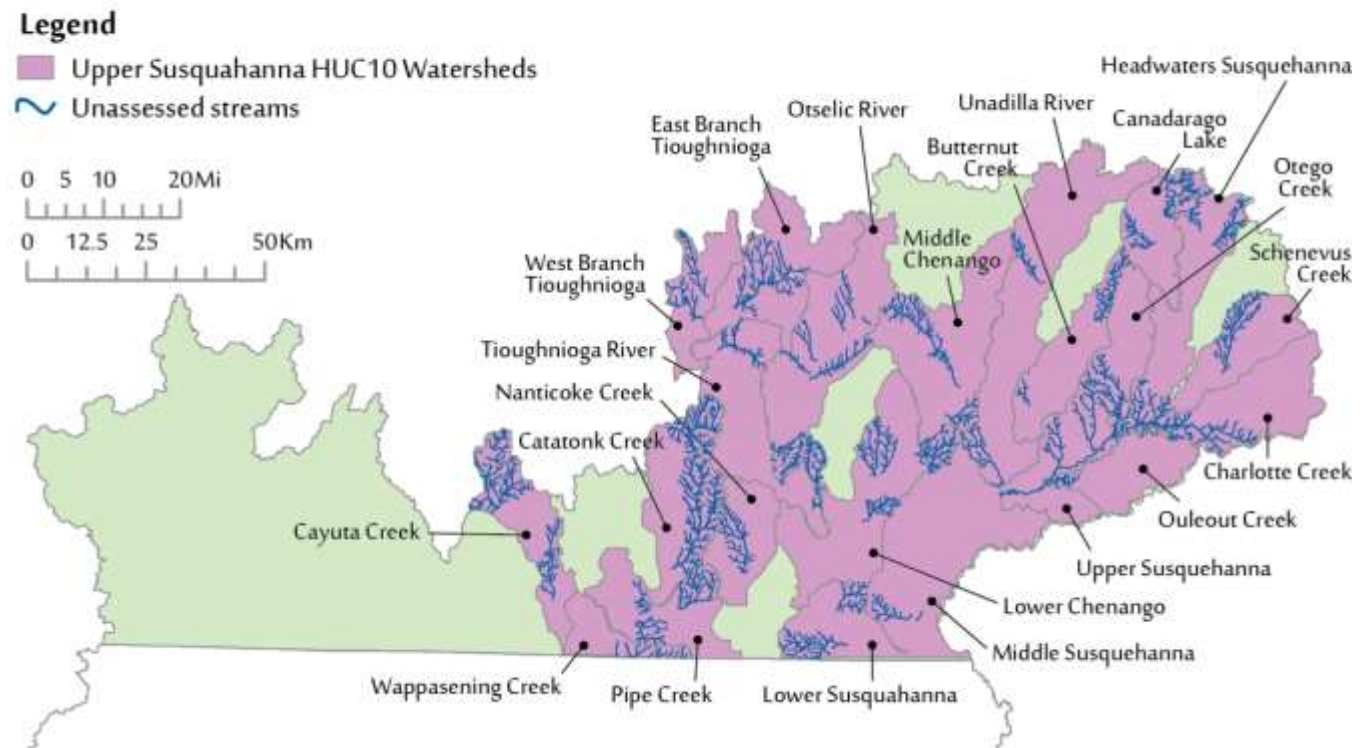 Legend
Upper Susquahanna HUC10 Watersheds
Unassessed streams
0 5 10 20Mi
0 12.5 25 50Km
Headwaters Susquehanna
Unadilla River
Canadarago
Lake
Otselic River
East Branch
Tioughnioga
Butternut
Creek
Otego
Creek
Middle
Chenango
Schenevus
Creek
West Branch
Tioughnioga
Tioughnioga River
Nanticoke Creek
Catatonk Creek
Cayuta Creek
Charlotte Creek
Ouleout Creek
Upper Susquehanna
Lower Chenango
Middle Susquehanna
Wappasening Creek
Pipe Creek
Lower Susquahanna